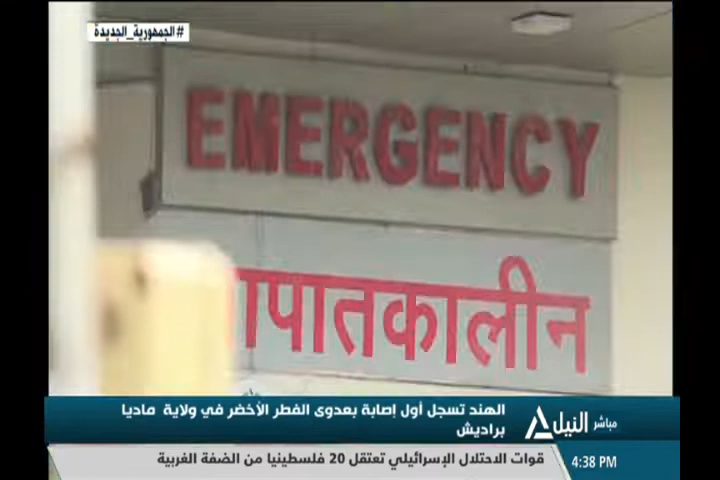 #الجمهورية_الجديدة
EMERGENCY
ापातकालीन
الهند تسجل أول إصابة بعدوى الفطر الأخضر في ولاية ماديا
براديش
مباشر النيل
قوات الاحتلال الإسرائيلي تعتقل 20 فلسطينيا من الضفة الغربية
4:38 PM